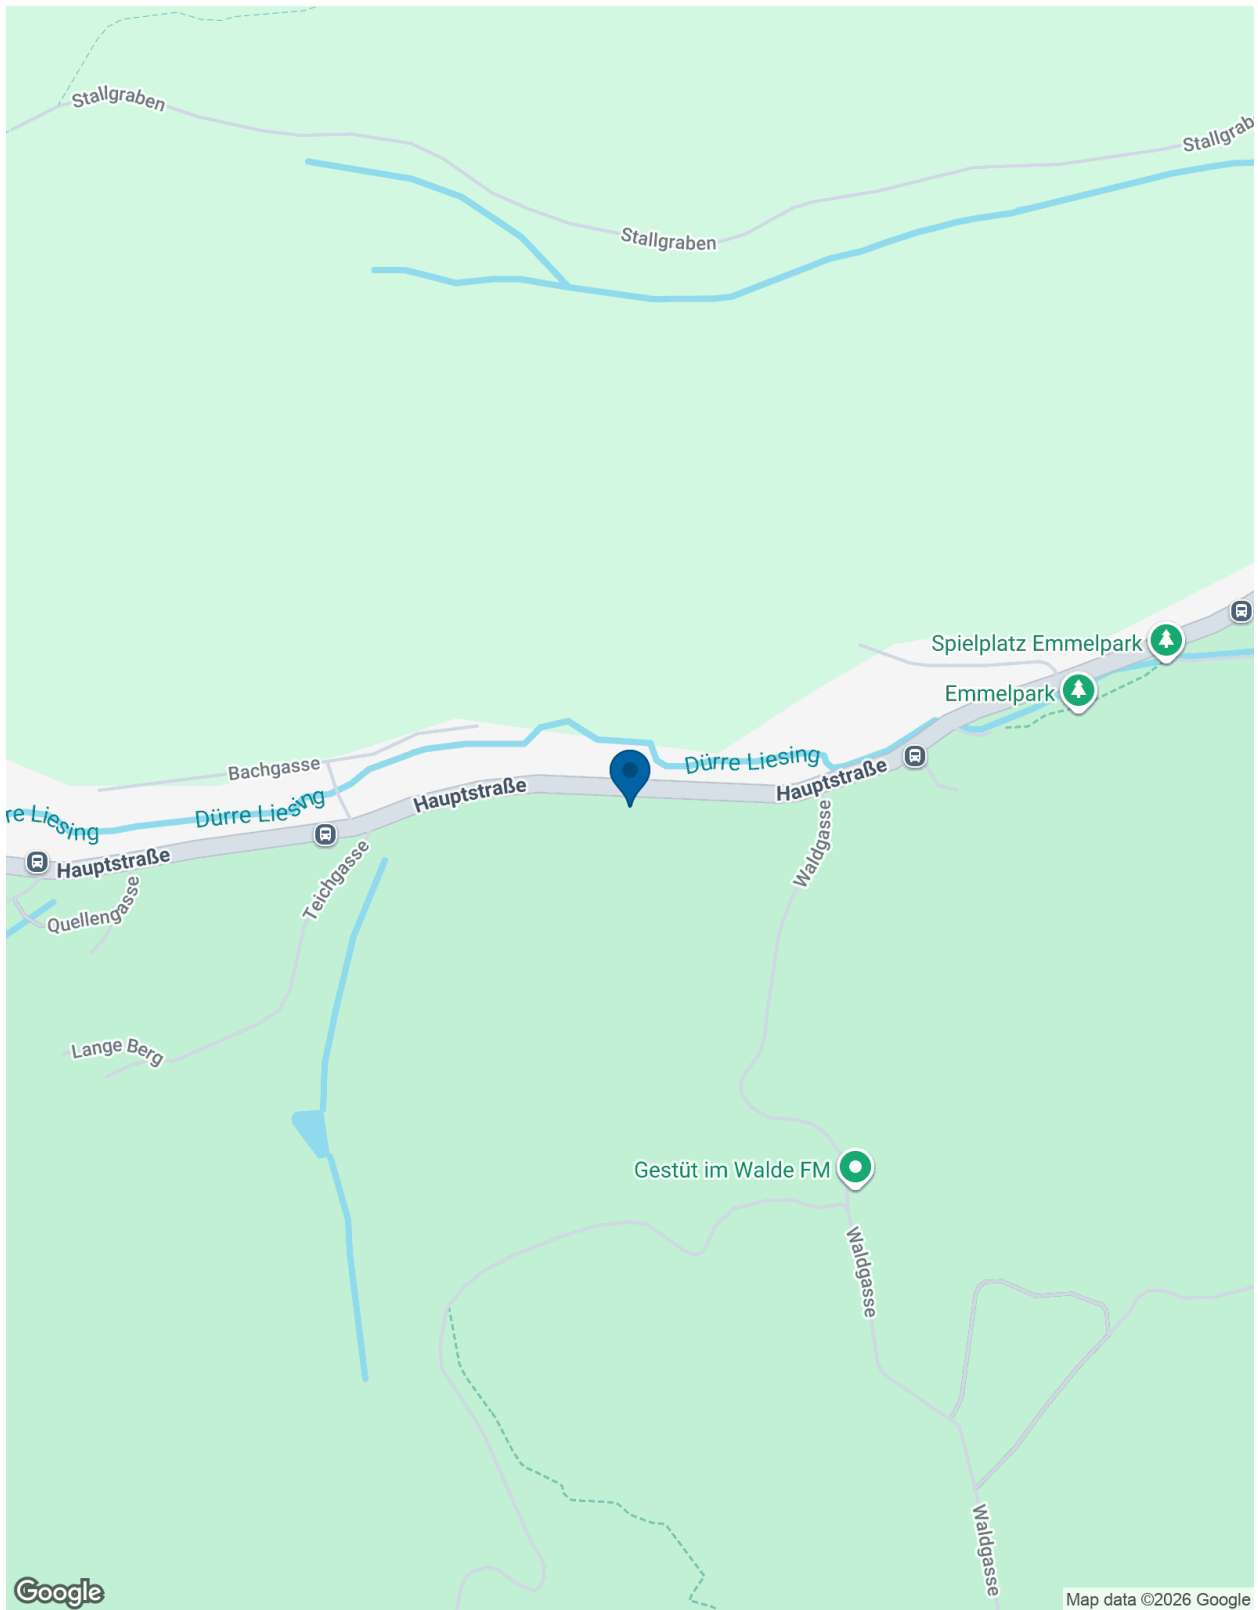 Stallgraben
Stallgrab
Stallgraben
Spielplatz Emmelpark
Emmelpark
Dürre Liesing
Bachgasse
Hauptstraße
Hauptstraße
Dürre Liesing
re Liesing
Hauptstraße
Waldgasse
Teichgasse
Quellengasse
Lange Berg
Gestüt im Walde FM
Waldgasse
Waldgasse
Google
Map data ©2026 Google